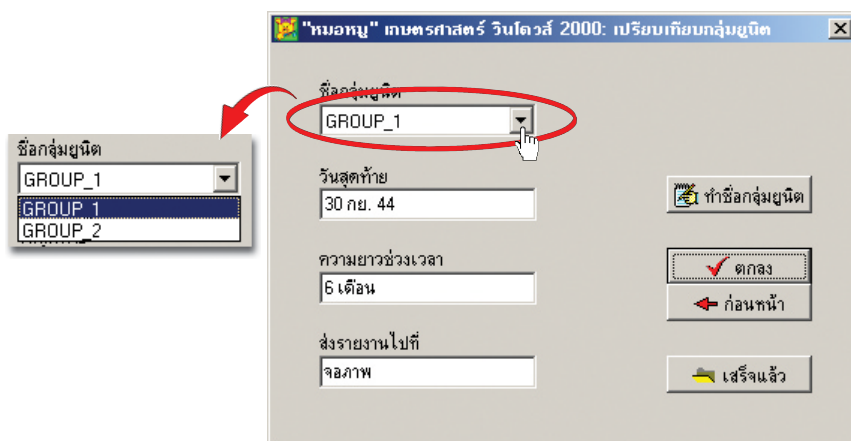 "หมอหมู" เกษตรศาสตร์ วินโดวส์ 2000: เปรียบเทียบกลุ่มยูนิต
ชื่อกลุ่มยูนิต
GROUP_1
ชื่อกลุ่มยูนิต
GROUP_1
GROUP_1
GROUP_2
วันสุดท้าย
30 กย. 44
ทำชื่อกลุ่มยูนิต
ความยาวช่วงเวลา
6 เดือน
ตกลง
ก่อนหน้า
ส่งรายงานไปที่
จอภาพ
เสร็จแล้ว